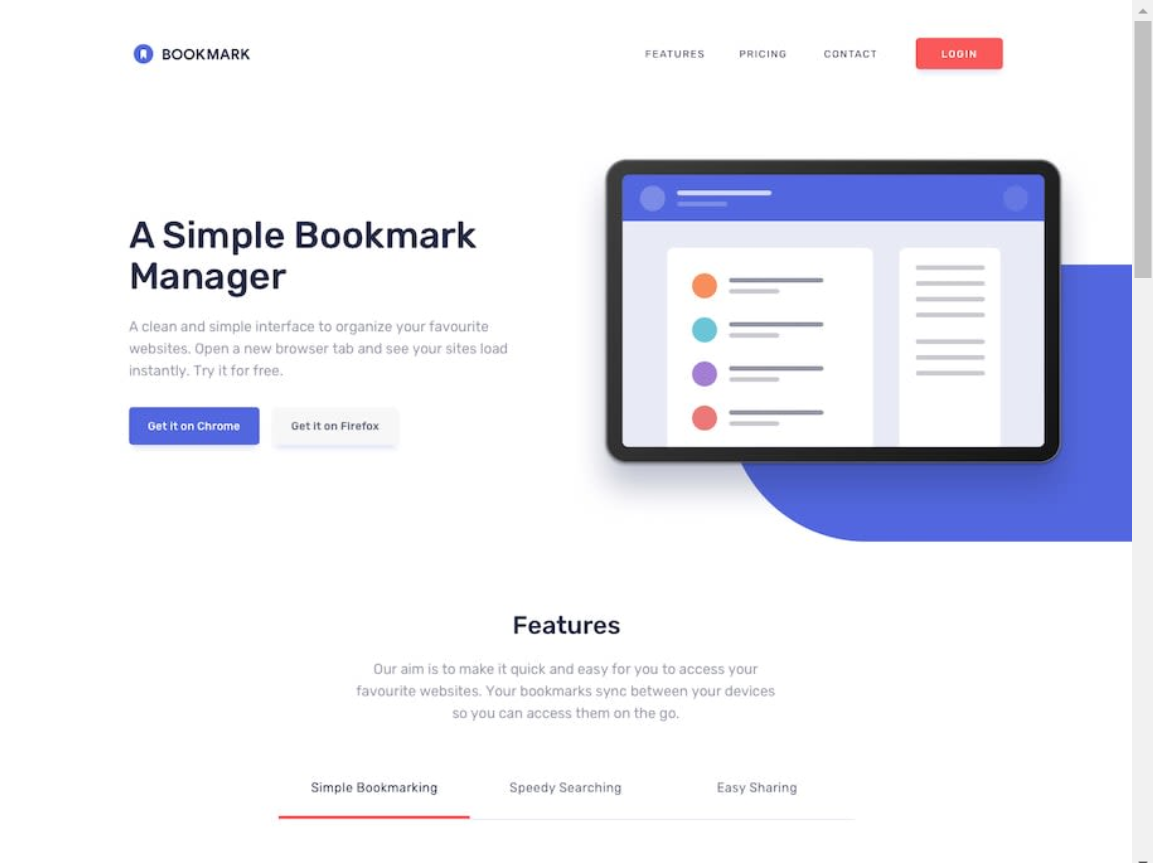 BOOKMARK
FEATURES
PRICING
CONTACT
LOGIN
A Simple Bookmark
Manager
A clean and simple interface to organize your favourite
websites. Open a new browser tab and see your sites load
instantly. Try it for free.
Get it on Chrome
Get it on Firefox
Features
Our aim is to make it quick and easy for you to access your
favourite websites. Your bookmarks sync between your devices
so you can access them on the go.
Simple Bookmarking
Speedy Searching
Easy Sharing